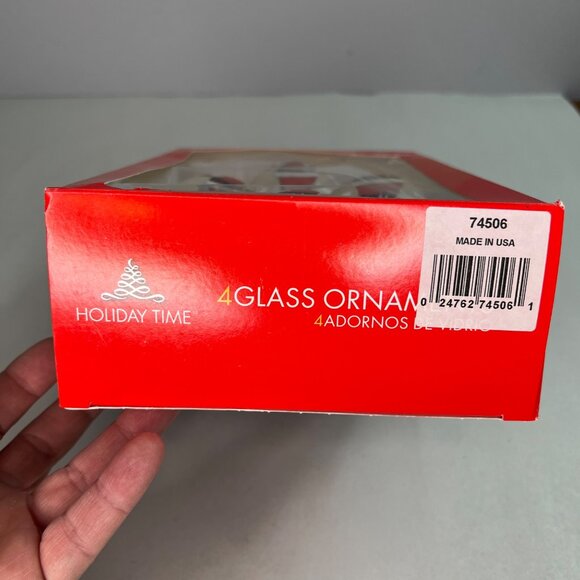 74506
MADE IN USA
0 24762 74506 1
4GLASS ORNAM
4ADORNOS DE VIDRIO
HOLIDAY TIME